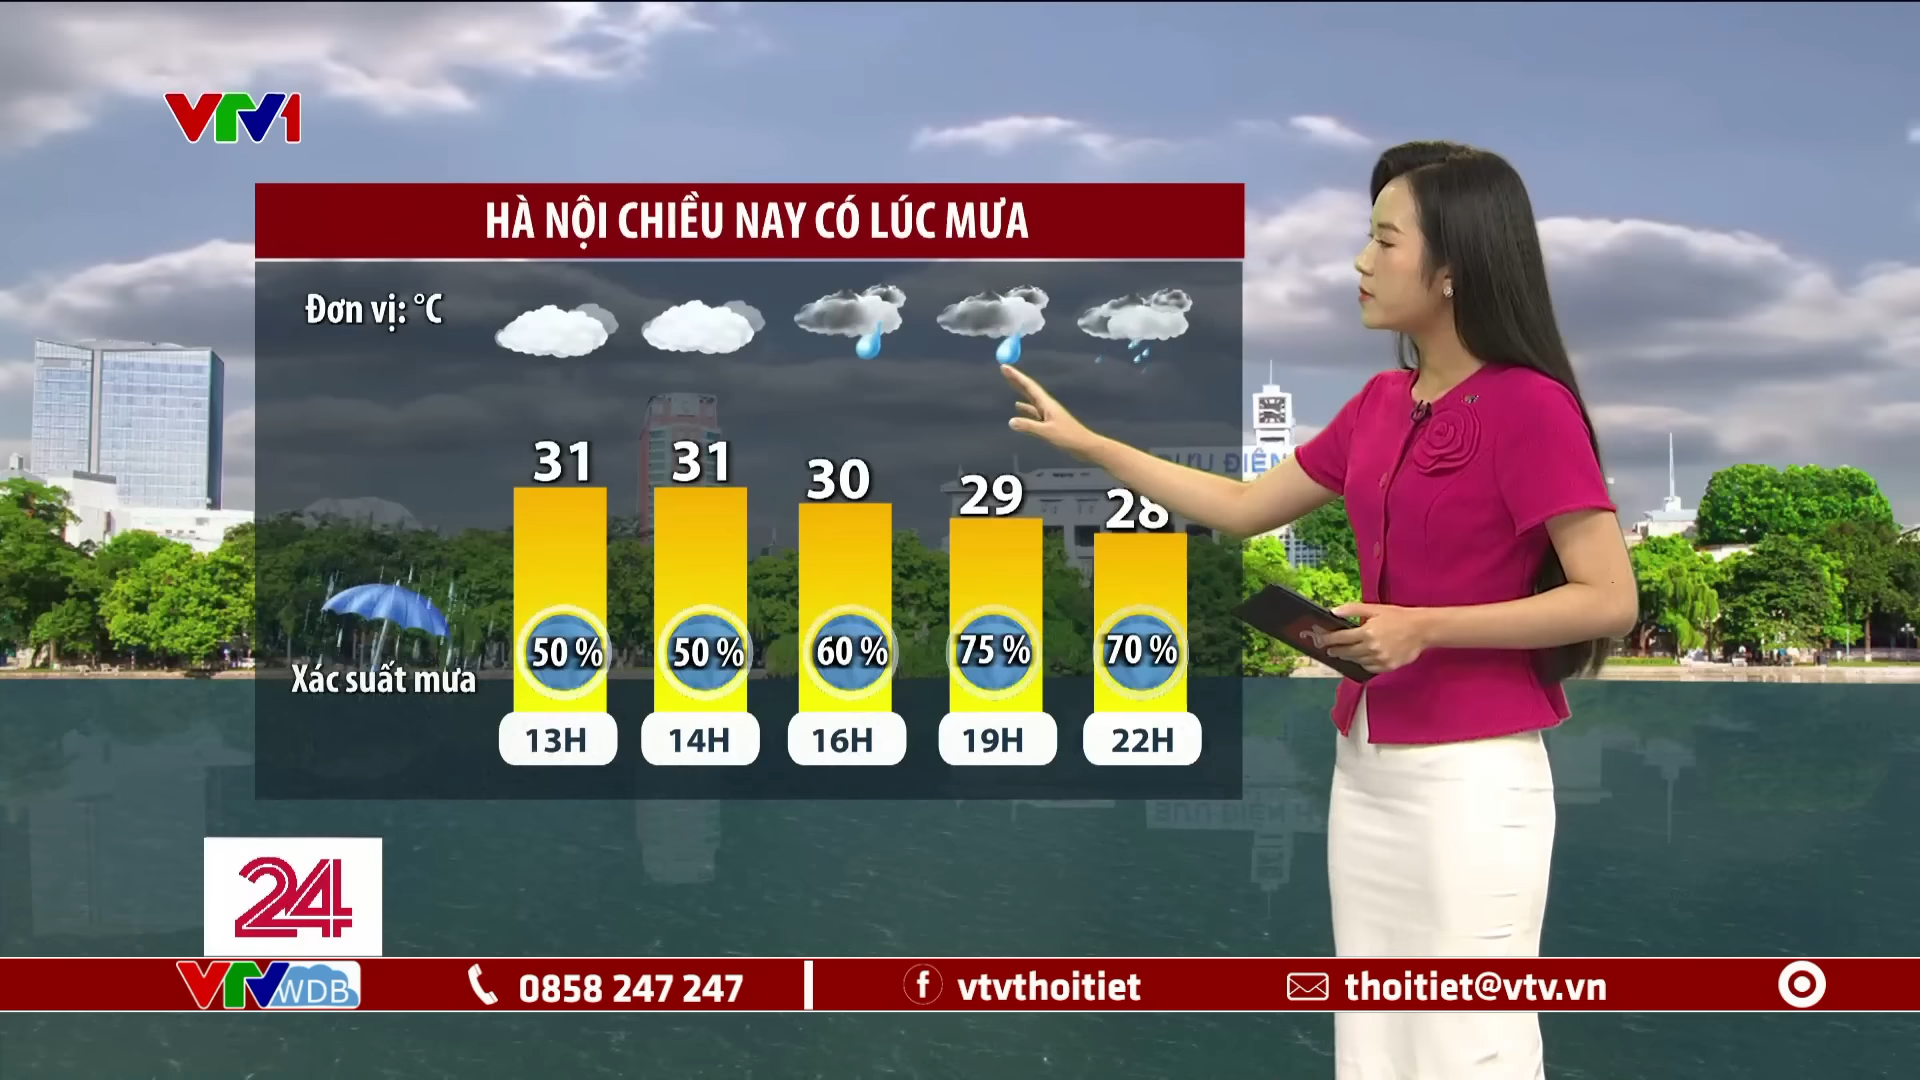 VTV1
HÀ NỘI CHIỀU NAY CÓ LÚC MƯA
Đơn vị: °C
31 31 30 29 28
Xác suất mưa
50 % 50 % 60 % 75 % 70 %
13H 14H 16H 19H 22H
BƯU ĐIỆN
24
VTV WDB 0858 247 247 vtvthoitiet thoitiet@vtv.vn